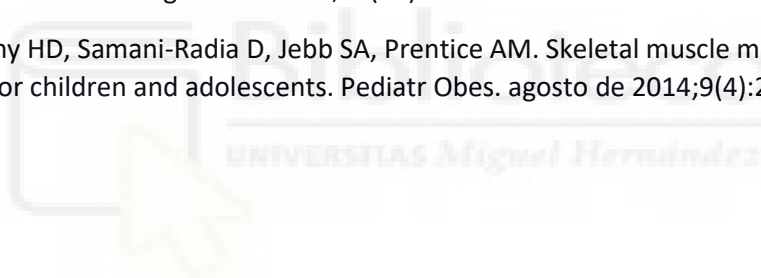 ny HD, Samani-Radia D, Jebb SA, Prentice AM. Skeletal muscle m
or children and adolescents. Pediatr Obes. agosto de 2014;9(4):2
Biblioteca
UNIVERSITAS Miguel Hernández